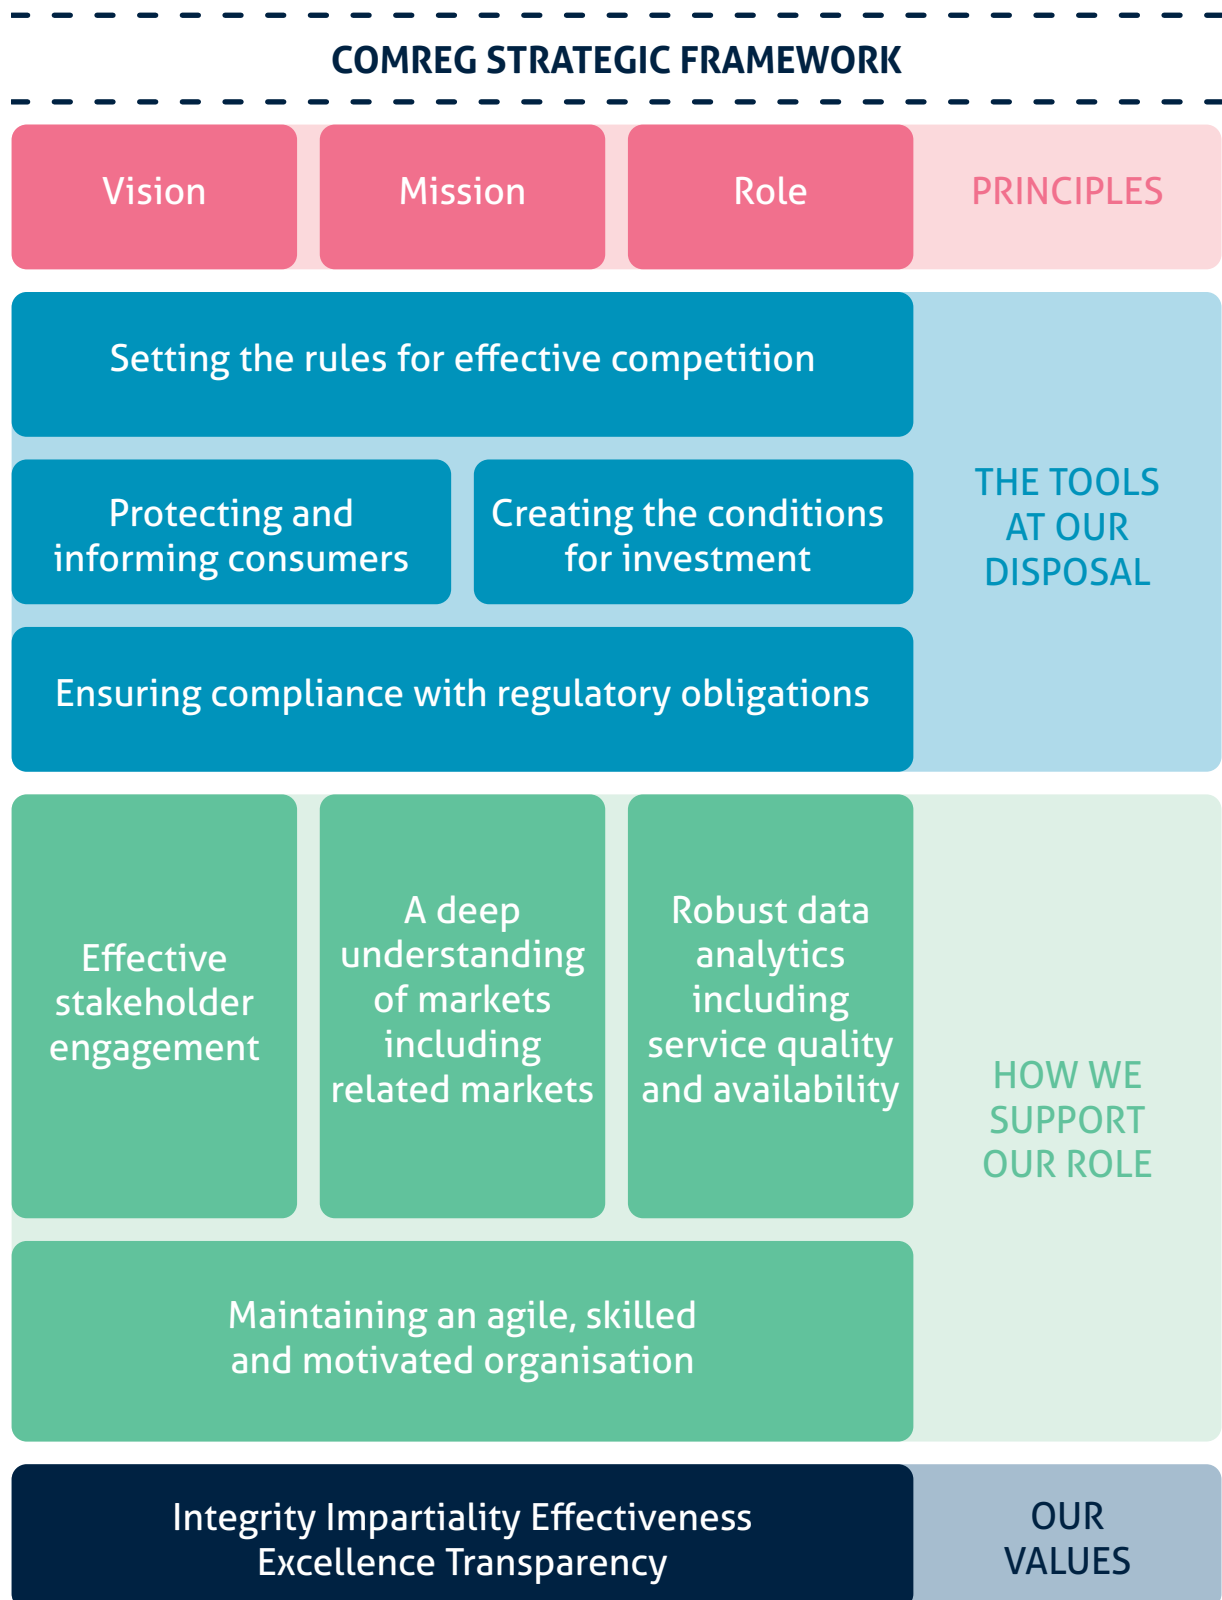 COMREG STRATEGIC FRAMEWORK
Vision
Mission
Role
PRINCIPLES
Setting the rules for effective competition
Protecting and
informing consumers
Creating the conditions
for investment
Ensuring compliance with regulatory obligations
THE TOOLS
AT OUR
DISPOSAL
Effective
stakeholder
engagement
A deep
understanding
of markets
including
related markets
Robust data
analytics
including
service quality
and availability
Maintaining an agile, skilled
and motivated organisation
HOW WE
SUPPORT
OUR ROLE
Integrity Impartiality Effectiveness
Excellence Transparency
OUR
VALUES